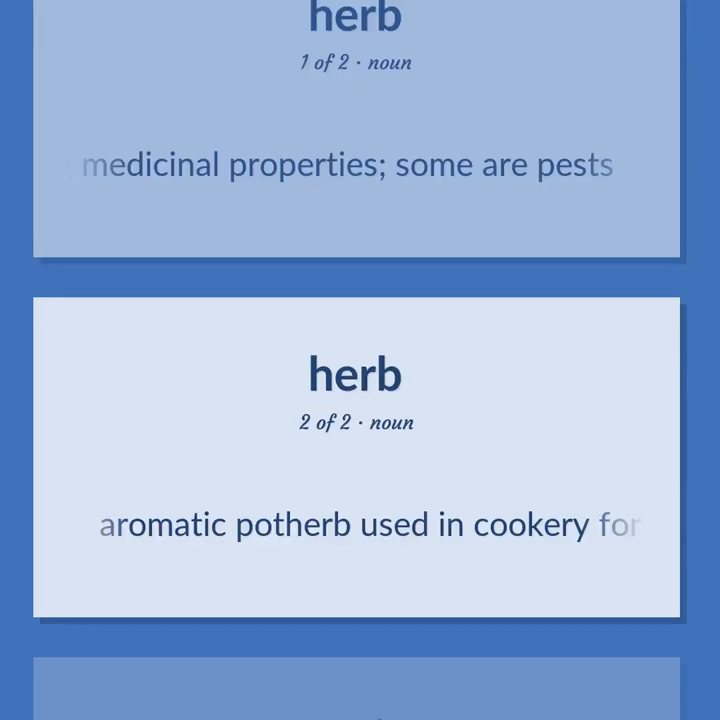 herb
1 of 2 · noun
; medicinal properties; some are pests
herb
2 of 2 · noun
aromatic potherb used in cookery for